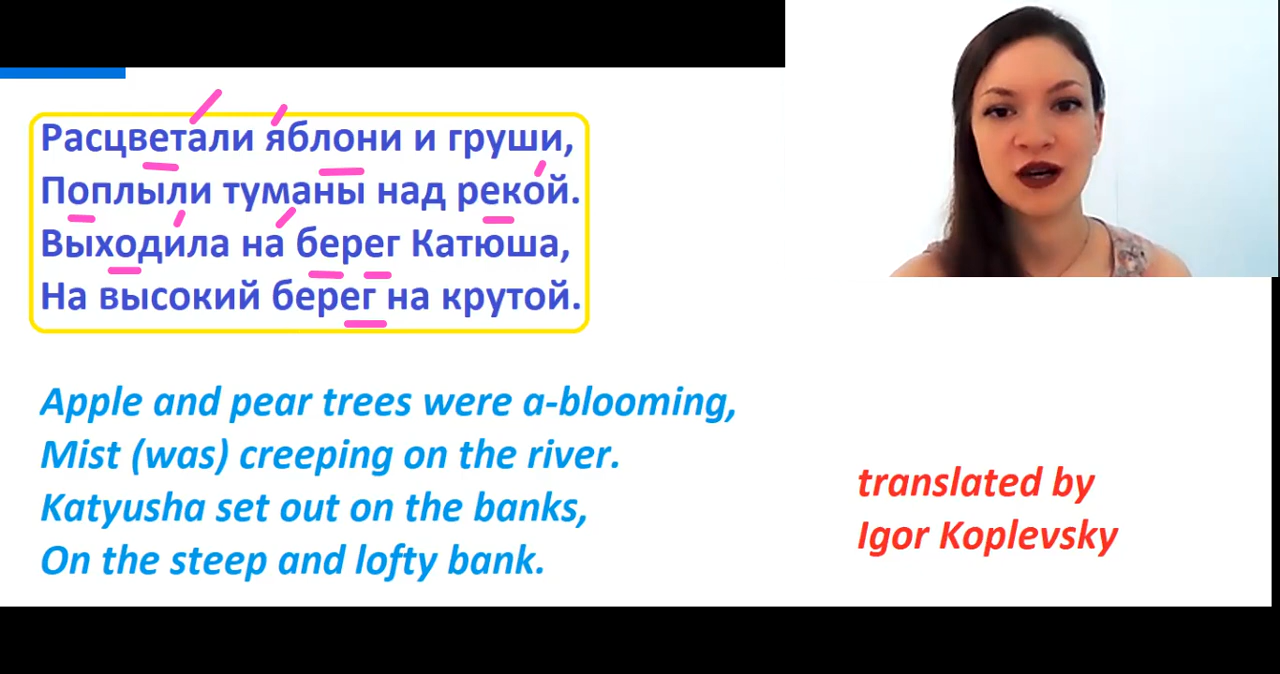 Расцветали яблони и груши,
Поплыли туманы над рекой.
Выходила на берег Катюша,
На высокий берег на крутой.
Apple and pear trees were a-blooming,
Mist (was) creeping on the river.
Katyusha set out on the banks,
On the steep and lofty bank.
translated by
Igor Koplevsky